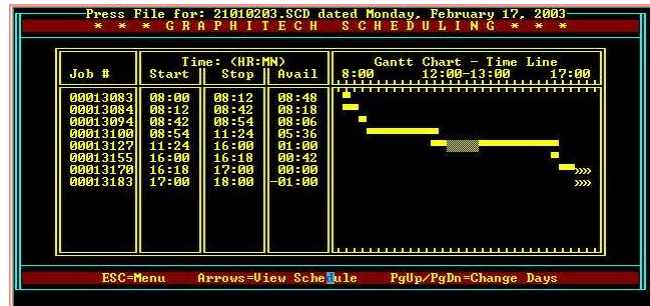 Press File for: 21010203.SCD dated Monday, February 17, 2003
* * * GRAPHITECH SCHEDULING * * *
Time: (HR:MN) Gantt Chart - Time Line
Job # Start Stop Avail 8:00 12:00-13:00 17:00
00013083 08:00 08:12 08:48
00013084 08:12 08:42 08:18
00013094 08:42 08:54 08:06
00013100 08:54 11:24 05:36
00013127 11:24 16:00 01:00
00013155 16:00 16:18 00:42
00013170 16:18 17:00 00:00 »»
00013183 17:00 18:00 -01:00 »»
ESC=Menu Arrows=View Schedule PgUp/PgDn=Change Days